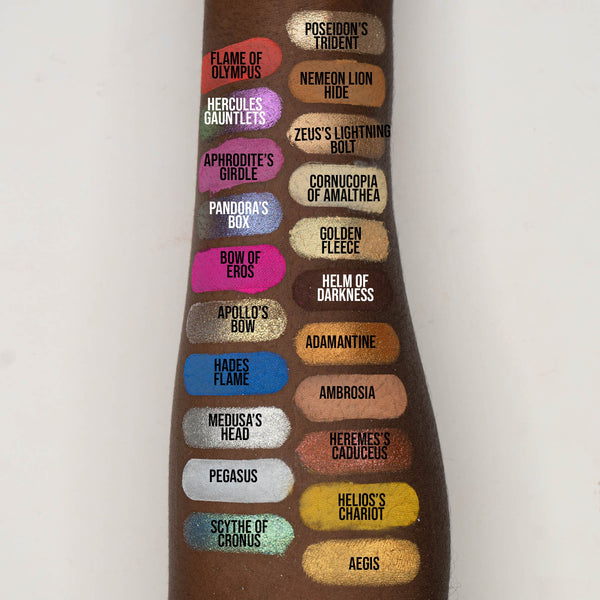 FLAME OF
OLYMPUS
HERCULES
GAUNTLETS
APHRODITE'S
GIRDLE
PANDORA'S
BOX
BOW OF
EROS
APOLLO'S
BOW
HADES
FLAME
MEDUSA'S
HEAD
PEGASUS
SCYTHE OF
CRONUS
POSEIDON'S
TRIDENT
NEMEON LION
HIDE
ZEUS'S LIGHTNING
BOLT
CORNUCOPIA
OF AMALTHEA
GOLDEN
FLEECE
HELM OF
DARKNESS
ADAMANTINE
AMBROSIA
HEREMES'S
CADUCEUS
HELIOS'S
CHARIOT
AEGIS